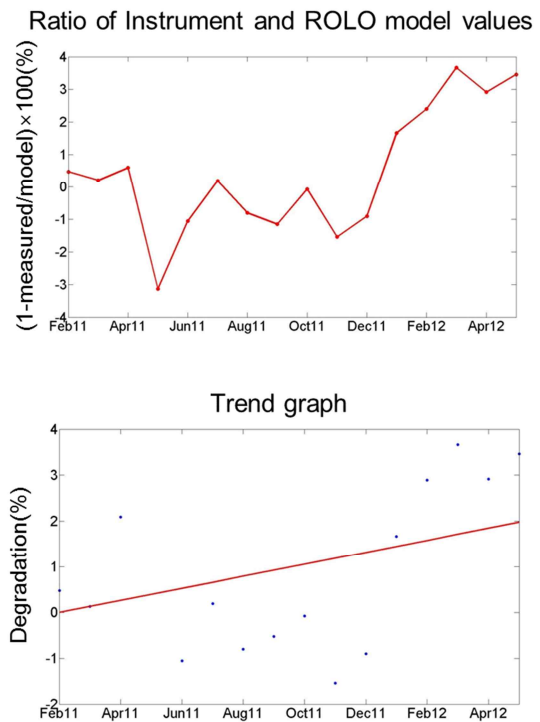 Ratio of Instrument and ROLO model values
(1-measured/model)×100(%)
4
3
2
1
0
-1
-2
-3
-4
Feb11 Apr11 Jun11 Aug11 Oct11 Dec11 Feb12 Apr12
Trend graph
Degradation(%)
4
3
2
1
0
-1
-2
Feb11 Apr11 Jun11 Aug11 Oct11 Dec11 Feb12 Apr12